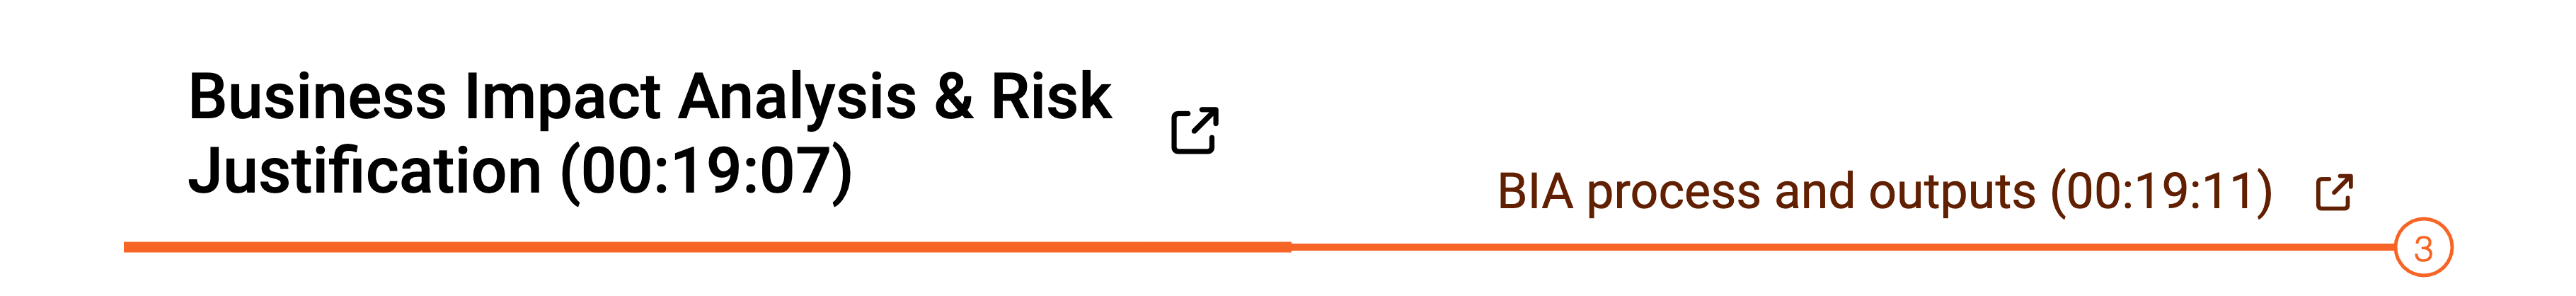 Business Impact Analysis & Risk
Justification (00:19:07)
BIA process and outputs (00:19:11)
3